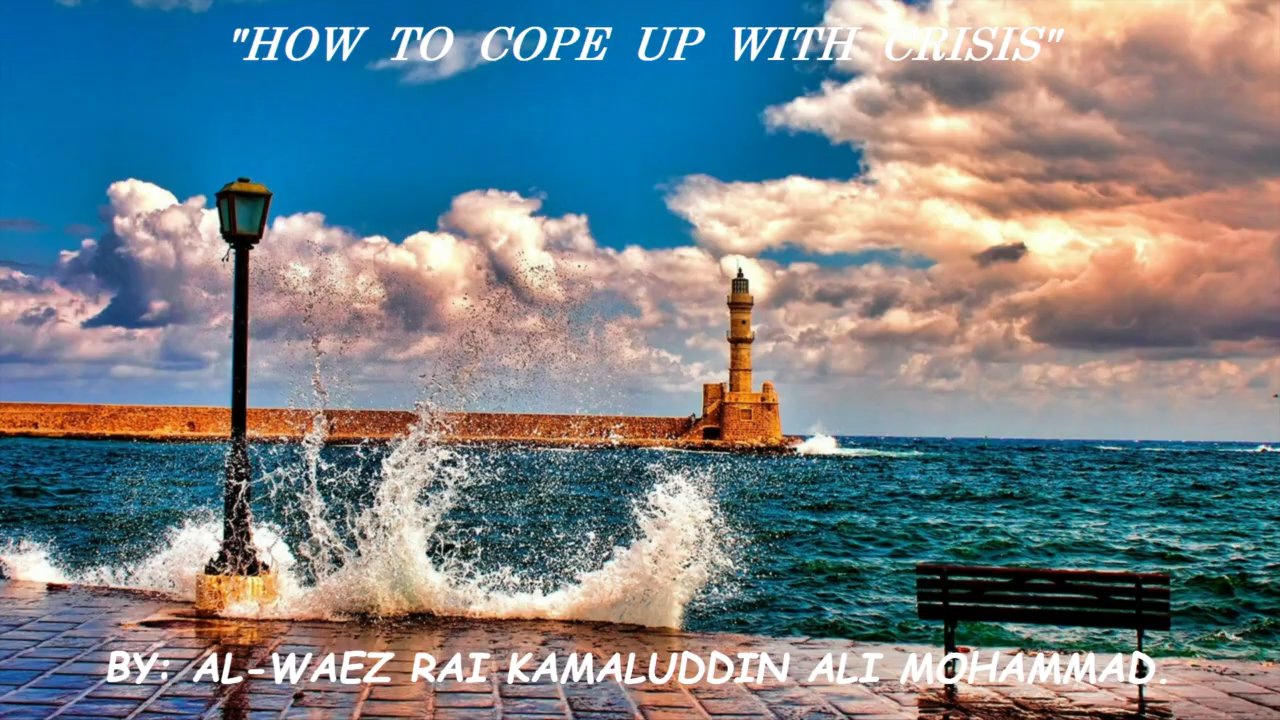 "HOW TO COPE UP WITH CRISIS"
BY: AL-WAEZ RAI KAMALUDDIN ALI MOHAMMAD.